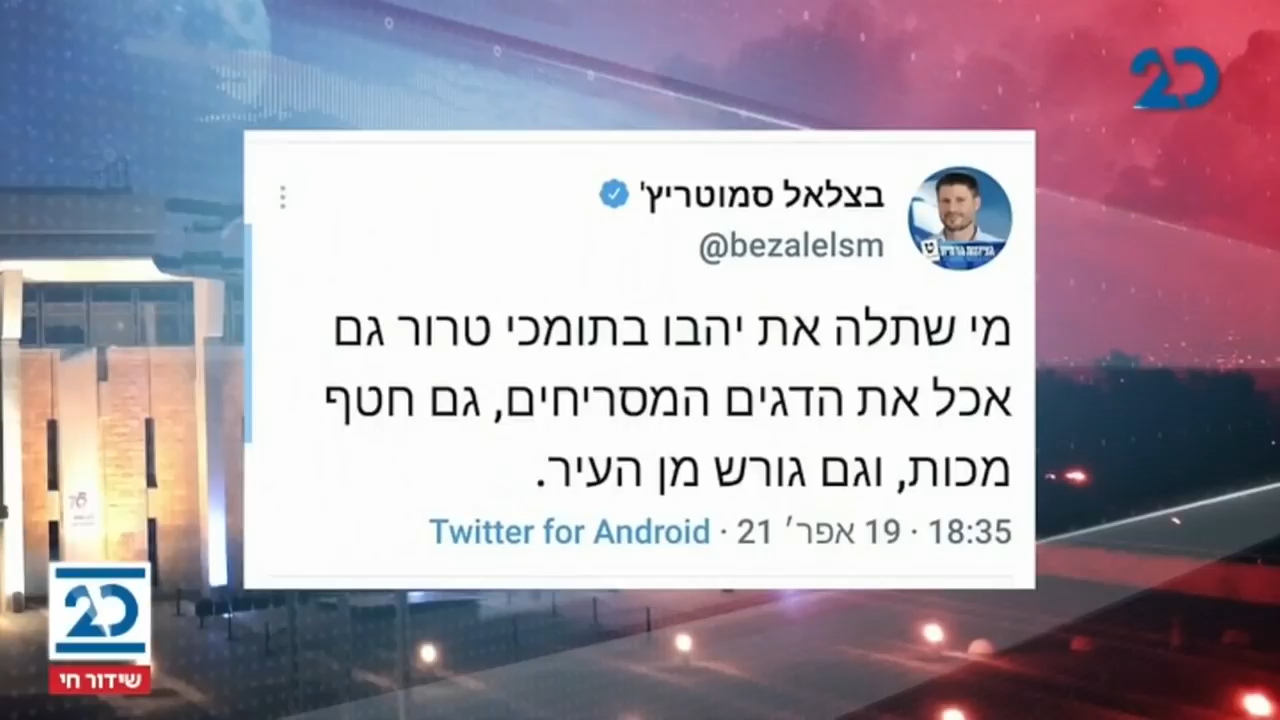 20
בצלאל סמוטריץ'
@bezalelsm
מי שתלה את יהבו בתומכי טרור גם
אכל את הדגים המסריחים, גם חטף
מכות, וגם גורש מן העיר.
18:35 · 19 אפר׳ 21 · Twitter for Android
20
שידור חי